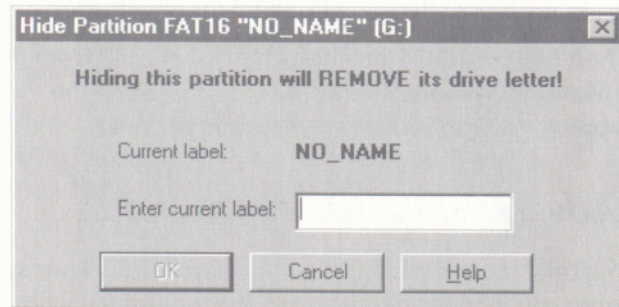 Hide Partition FAT16 "NO_NAME" (G:)
Hiding this partition will REMOVE its drive letter!
Current label: NO_NAME
Enter current label:
OK Cancel Help